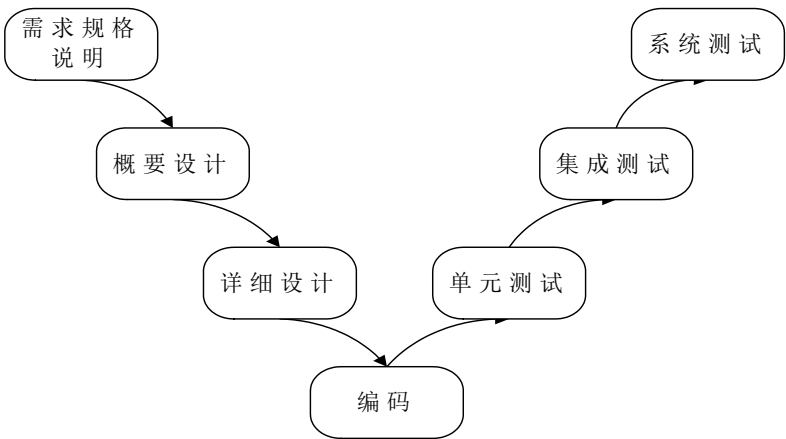 需求规格
说明
系统测试
概要设计
集成测试
详细设计
单元测试
编码